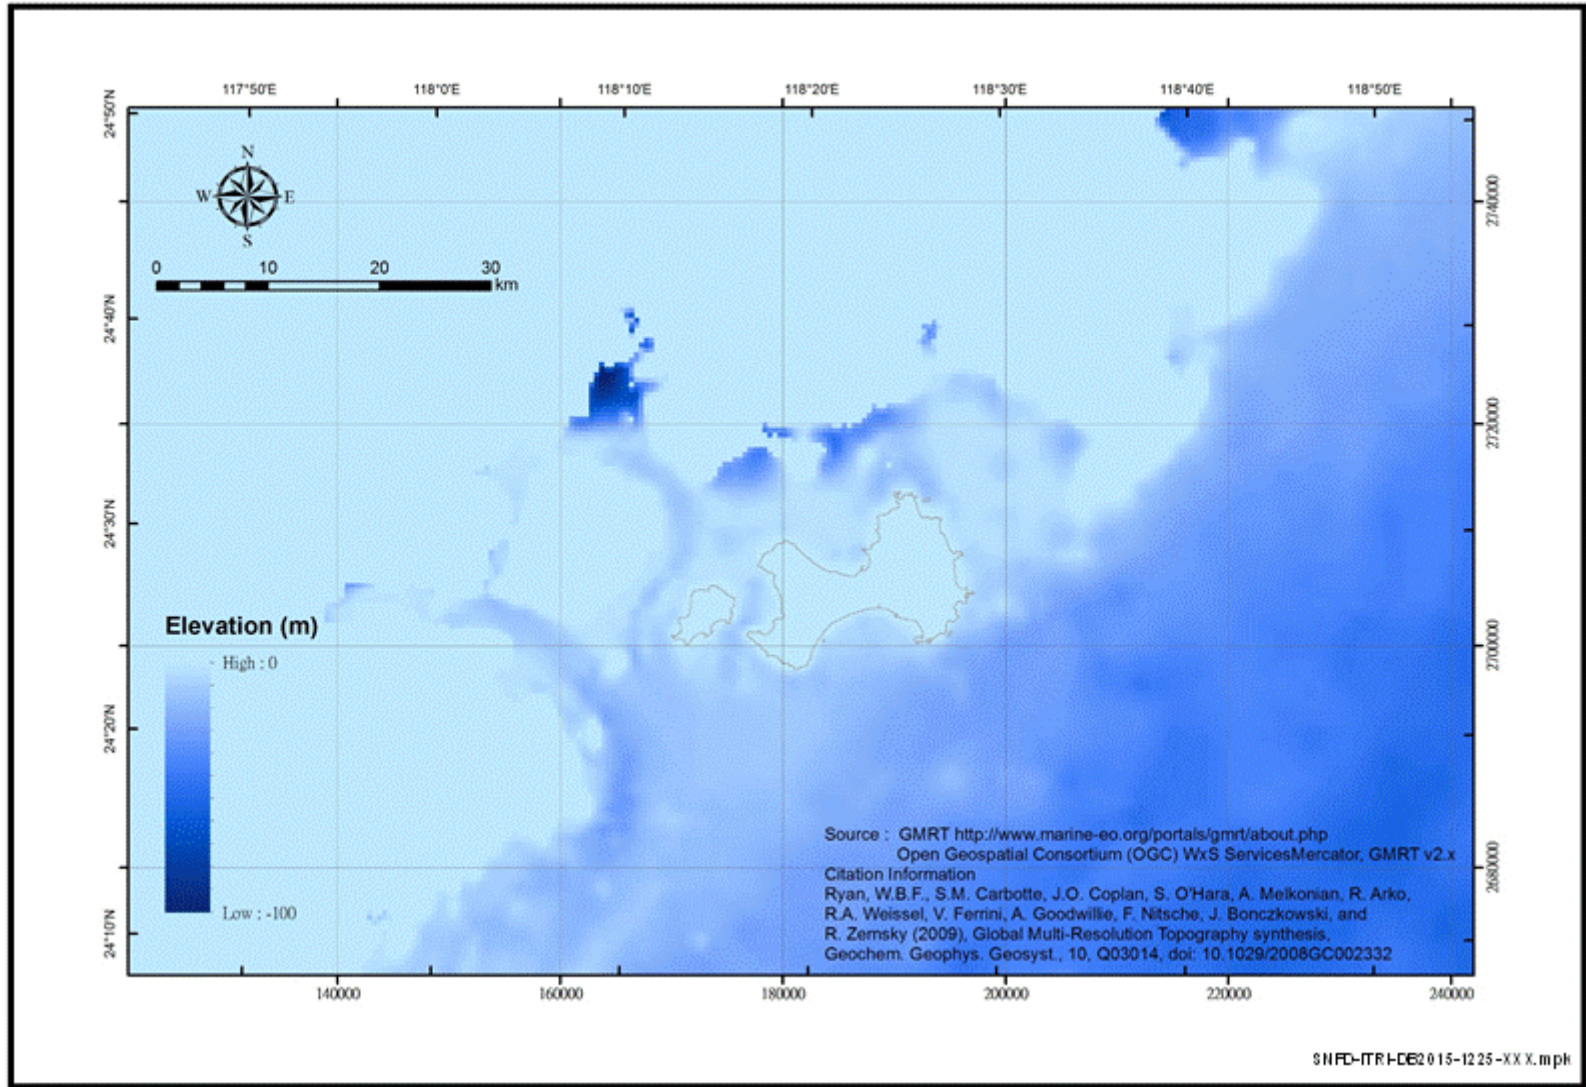 117°50'E 118°0'E 118°10'E 118°20'E 118°30'E 118°40'E 118°50'E
24°50'N
N
W E
S
2740000
0 10 20 30
km
24°40'N
2720000
24°30'N
Elevation (m)
High : 0
2700000
24°20'N
Source : GMRT http://www.marine-eo.org/portals/gmrt/about.php
Open Geospatial Consortium (OGC) WxS ServicesMercator, GMRT v2.x
2680000
Citation Information
Ryan, W.B.F., S.M. Carbotte, J.O. Coplan, S. O'Hara, A. Melkonian, R. Arko,
Low : -100
R.A. Weissel, V. Ferrini, A. Goodwillie, F. Nitsche, J. Bonczkowski, and
24°10'N
R. Zemsky (2009), Global Multi-Resolution Topography synthesis,
Geochem. Geophys. Geosyst., 10, Q03014, doi: 10.1029/2008GC002332
140000 160000 180000 200000 220000 240000
SNFD-ITRI-DB2015-1225-XXX.mpk